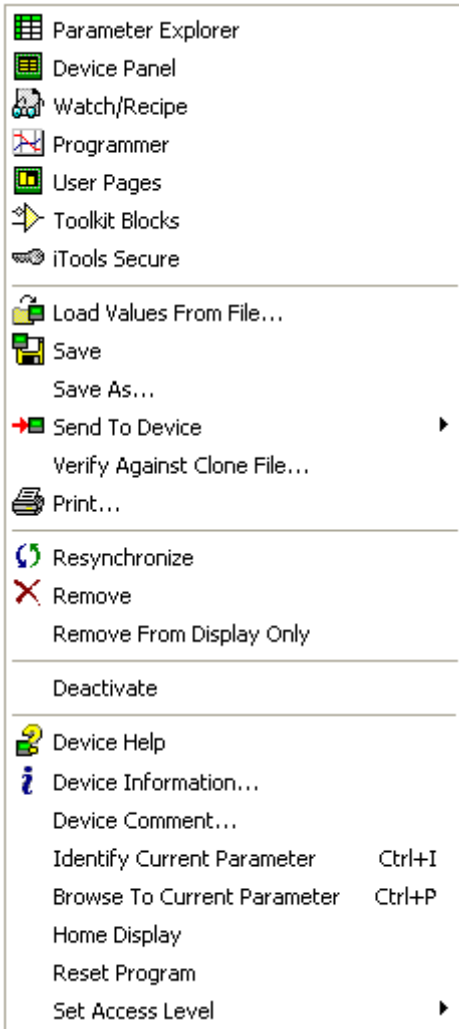 Parameter Explorer
Device Panel
Watch/Recipe
Programmer
User Pages
Toolkit Blocks
iTools Secure
Load Values From File...
Save
Save As...
Send To Device
Verify Against Clone File...
Print...
Resynchronize
Remove
Remove From Display Only
Deactivate
Device Help
Device Information...
Device Comment...
Identify Current Parameter Ctrl+I
Browse To Current Parameter Ctrl+P
Home Display
Reset Program
Set Access Level